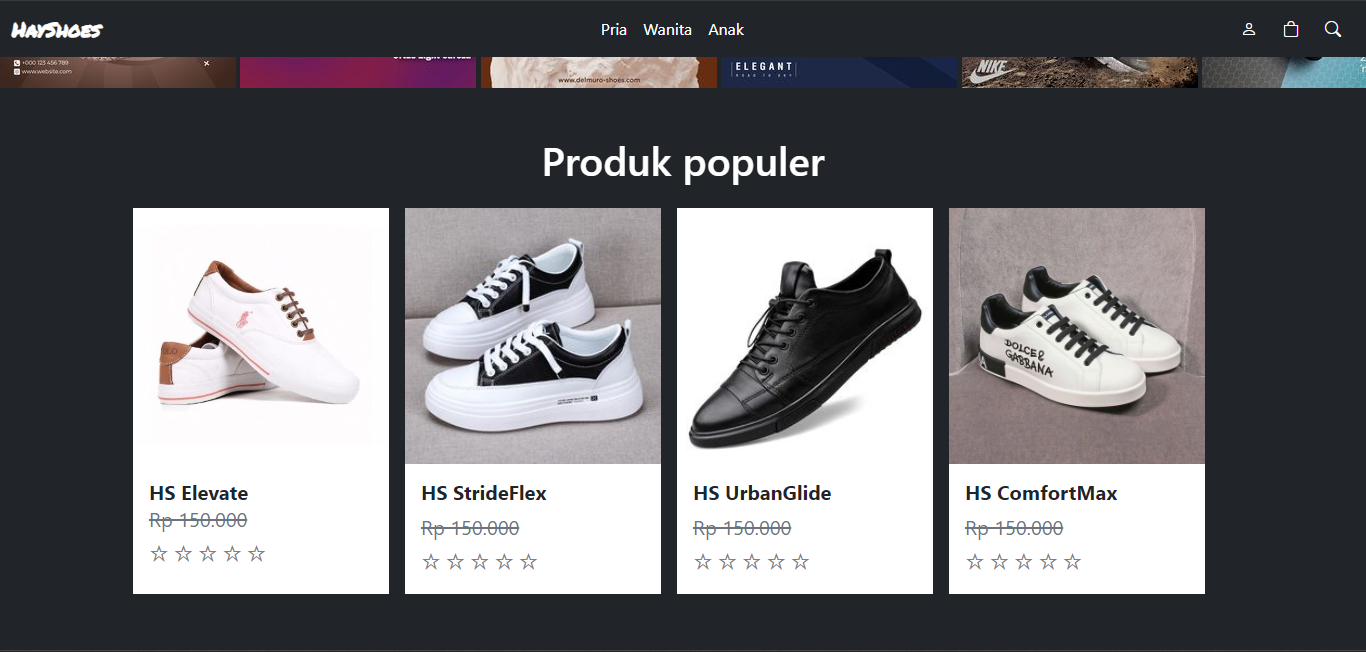 HayShoes
Pria Wanita Anak
+000 123 456 789
www.website.com
www.delmuro-shoes.com
ELEGANT
NIKE
Produk populer
POLO
DOLCE &
GABBANA
HS Elevate
Rp 150.000
☆ ☆ ☆ ☆ ☆
HS StrideFlex
Rp 150.000
☆ ☆ ☆ ☆ ☆
HS UrbanGlide
Rp 150.000
☆ ☆ ☆ ☆ ☆
HS ComfortMax
Rp 150.000
☆ ☆ ☆ ☆ ☆